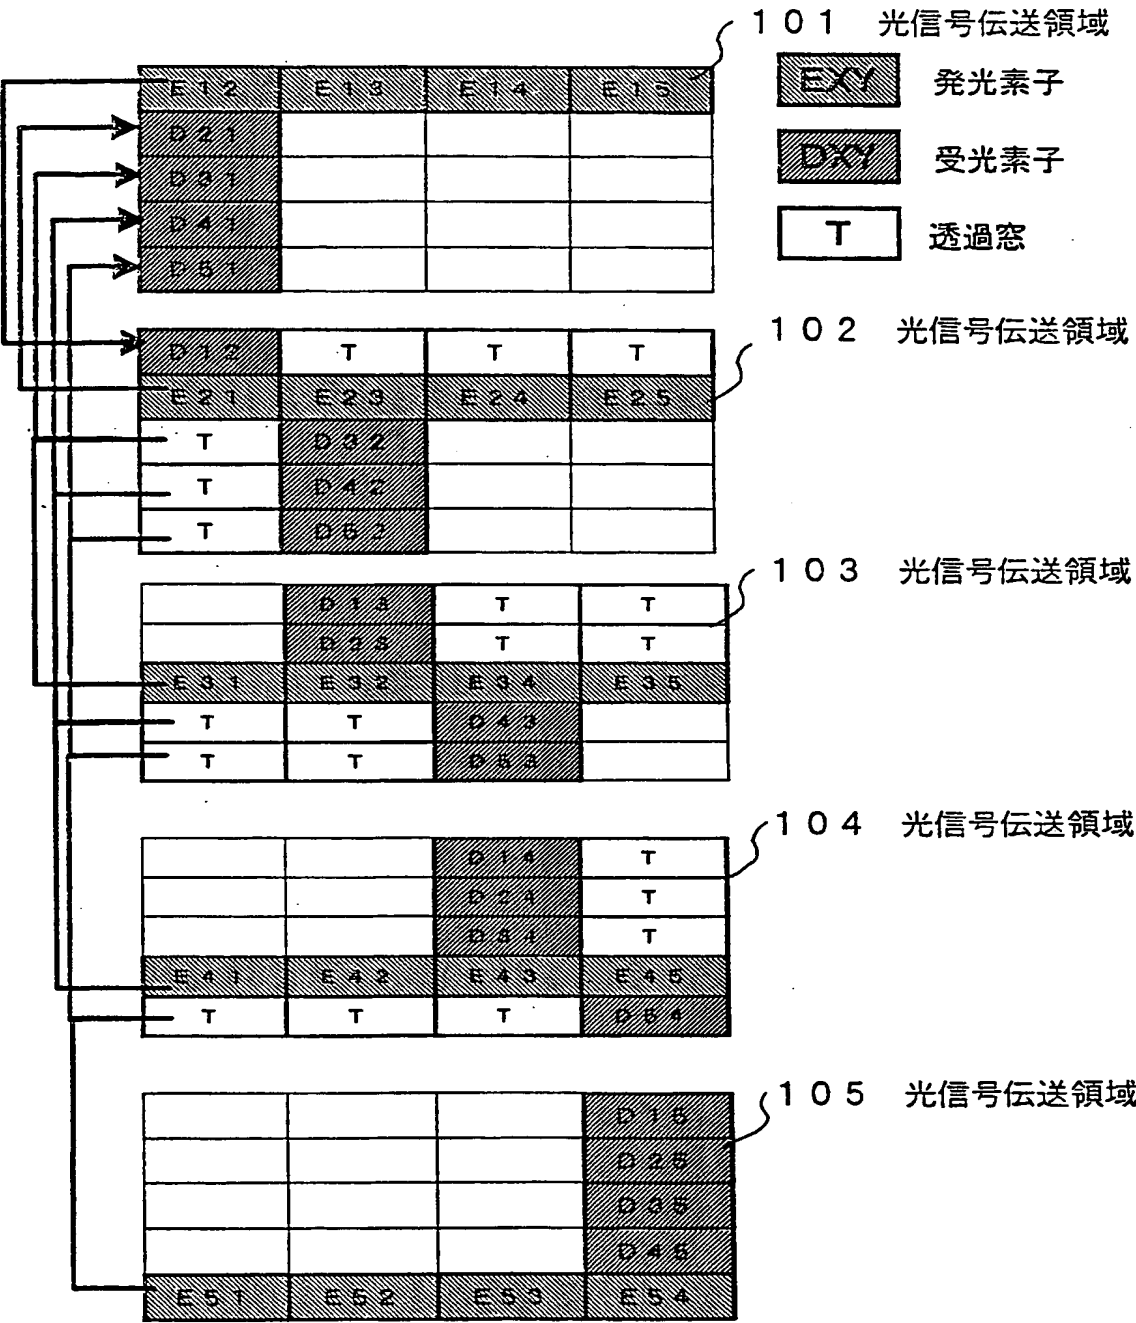 101 光信号伝送領域
EXY 発光素子
DXY 受光素子
T 透過窓
E12 E13 E14 E15
D21
D31
D41
D51
102 光信号伝送領域
D12 T T T
E21 E23 E24 E25
T D32
T D42
T D52
103 光信号伝送領域
D13 T T
T T
E31 E32 E34 E35
T T D43
T T D53
104 光信号伝送領域
D14 T
D24 T
D34 T
E41 E42 E43 E45
T T T D54
105 光信号伝送領域
D15
D25
D35
D45
E51 E52 E53 E54